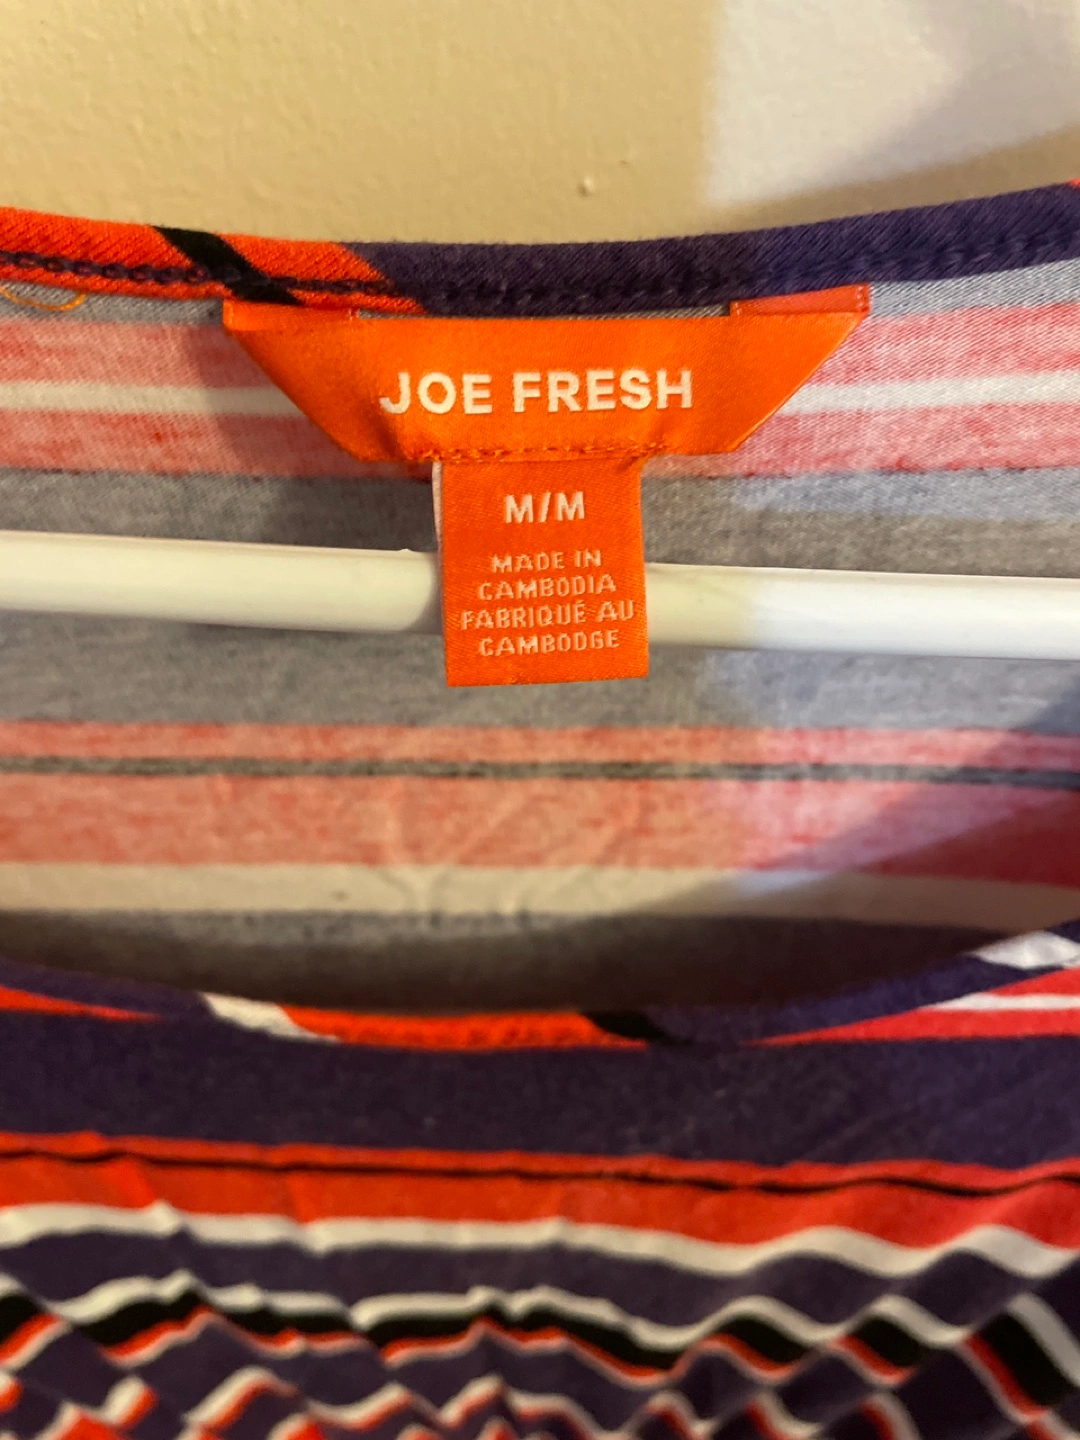 JOE FRESH
M/M
MADE IN
CAMBODIA
FABRIQUÉ AU
CAMBODGE